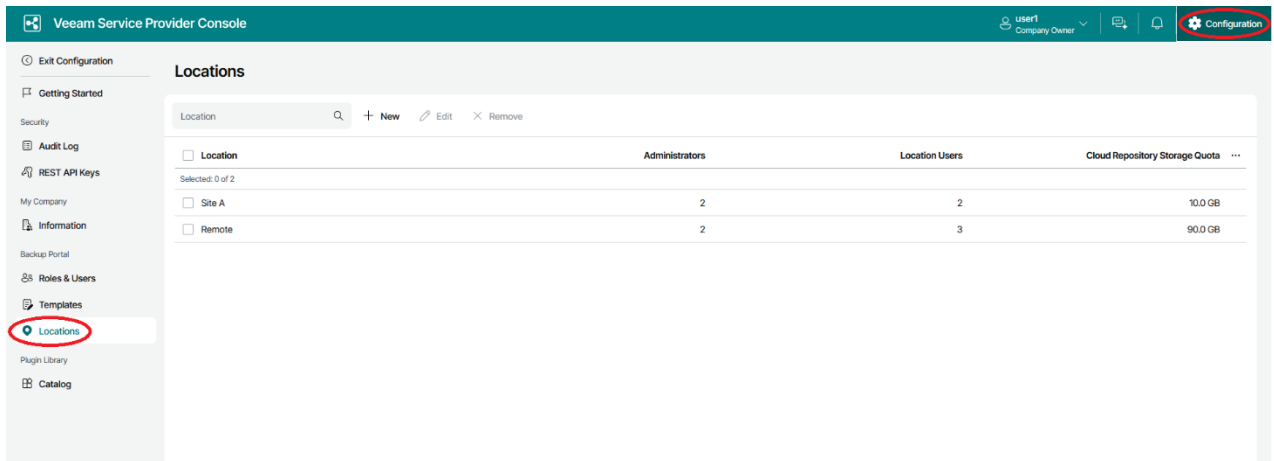 Veeam Service Provider Console
user1
Company Owner
Configuration
Exit Configuration
Getting Started
Security
Audit Log
REST API Keys
My Company
Information
Backup Portal
Roles & Users
Templates
Locations
Plugin Library
Catalog
Locations
Location New Edit Remove
Location Administrators Location Users Cloud Repository Storage Quota ...
Selected: 0 of 2
Site A 2 2 10.0 GB
Remote 2 3 90.0 GB